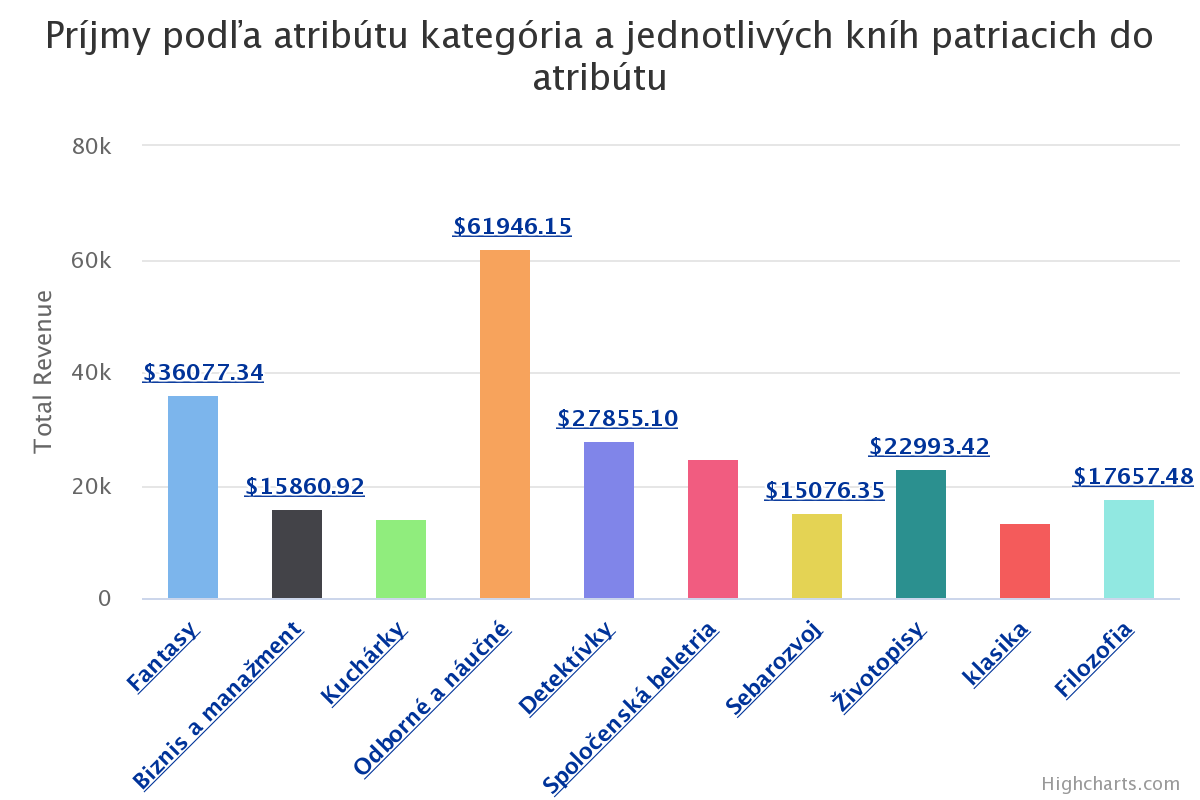 Príjmy podľa atribútu kategória a jednotlivých kníh patriacich do
atribútu
Total Revenue
80k
60k
40k
20k
0
$36077.34
$15860.92
$61946.15
$27855.10
$15076.35
$22993.42
$17657.48
Fantasy
Biznis a manažment
Kuchárky
Odborné a náučné
Detektívky
Spoločenská beletria
Sebarozvoj
Životopisy
klasika
Filozofia
Highcharts.com